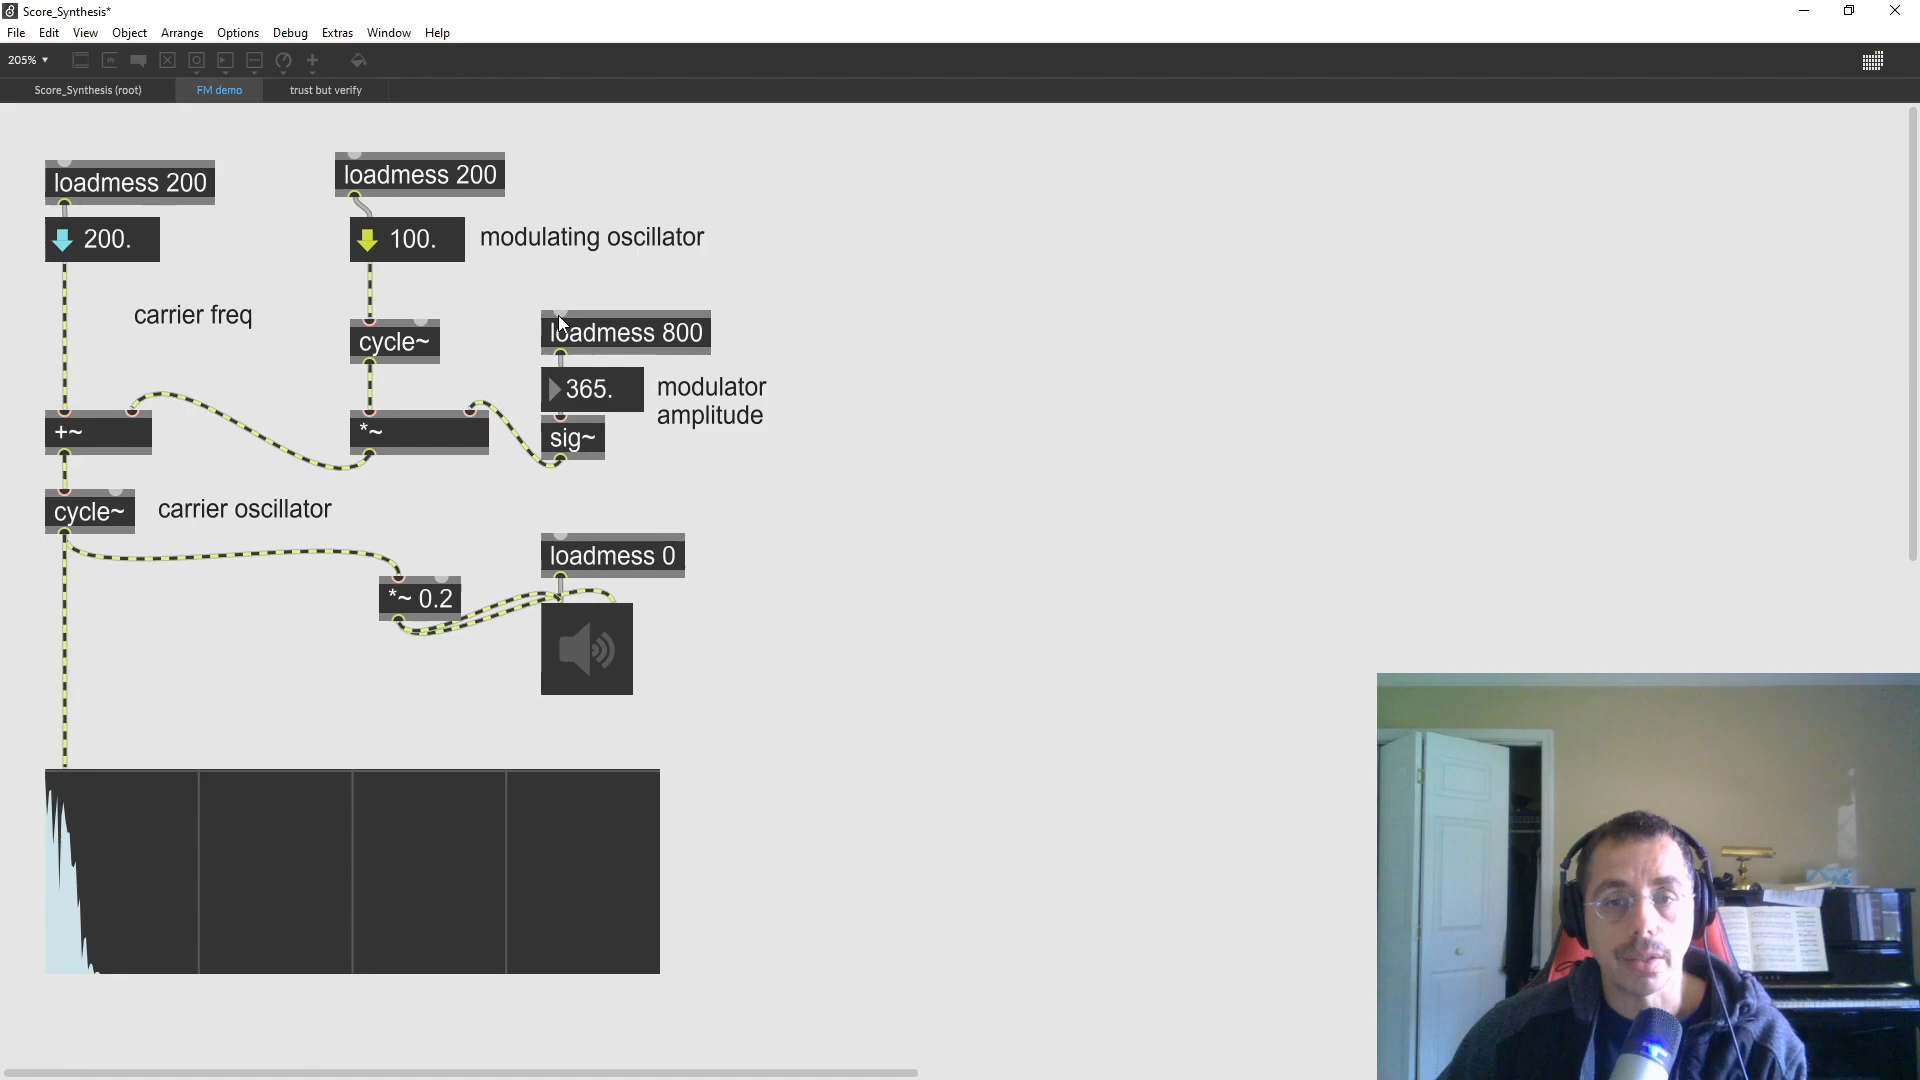 Score_Synthesis*
File Edit View Object Arrange Options Debug Extras Window Help
205%
Score_Synthesis (root) FM demo trust but verify
loadmess 200
loadmess 200
200.
100.
modulating oscillator
carrier freq
loadmess 800
cycle~
365.
modulator
amplitude
+~
*~
sig~
cycle~
carrier oscillator
loadmess 0
*~ 0.2